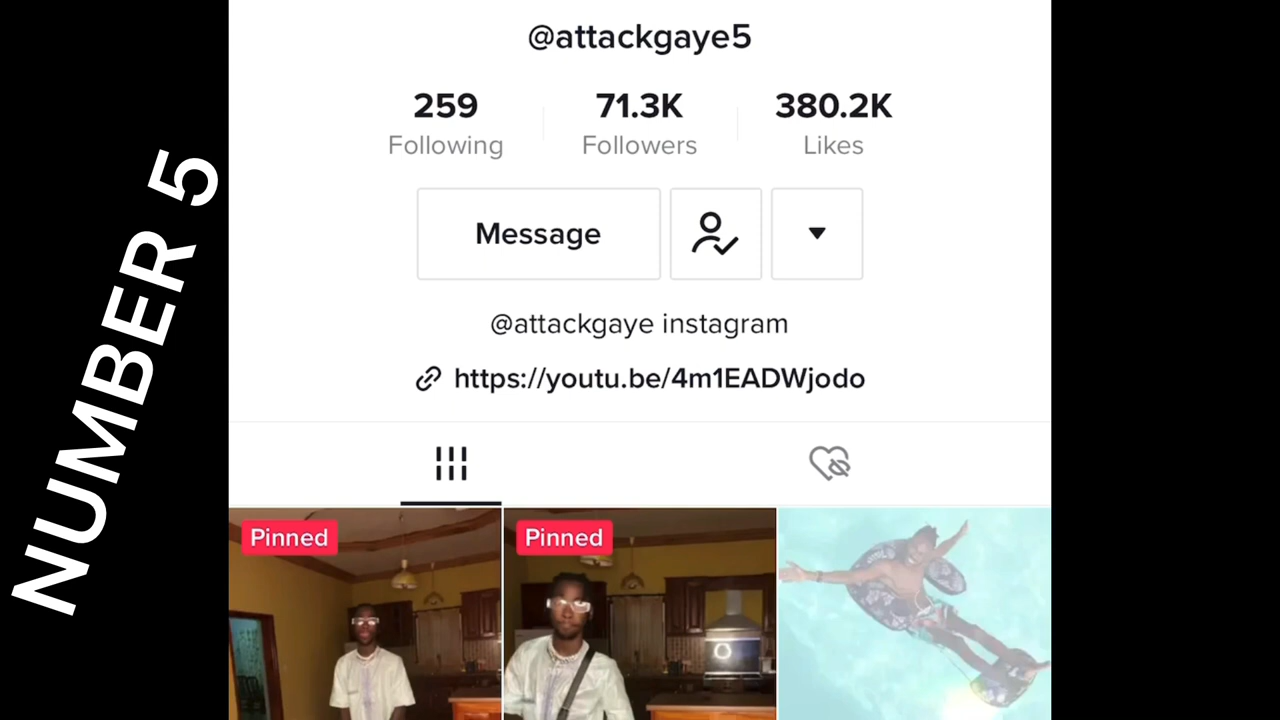 NUMBER 5
@attackgaye5
259 71.3K 380.2K
Following Followers Likes
Message
@attackgaye instagram
https://youtu.be/4m1EADWjodo
Pinned Pinned